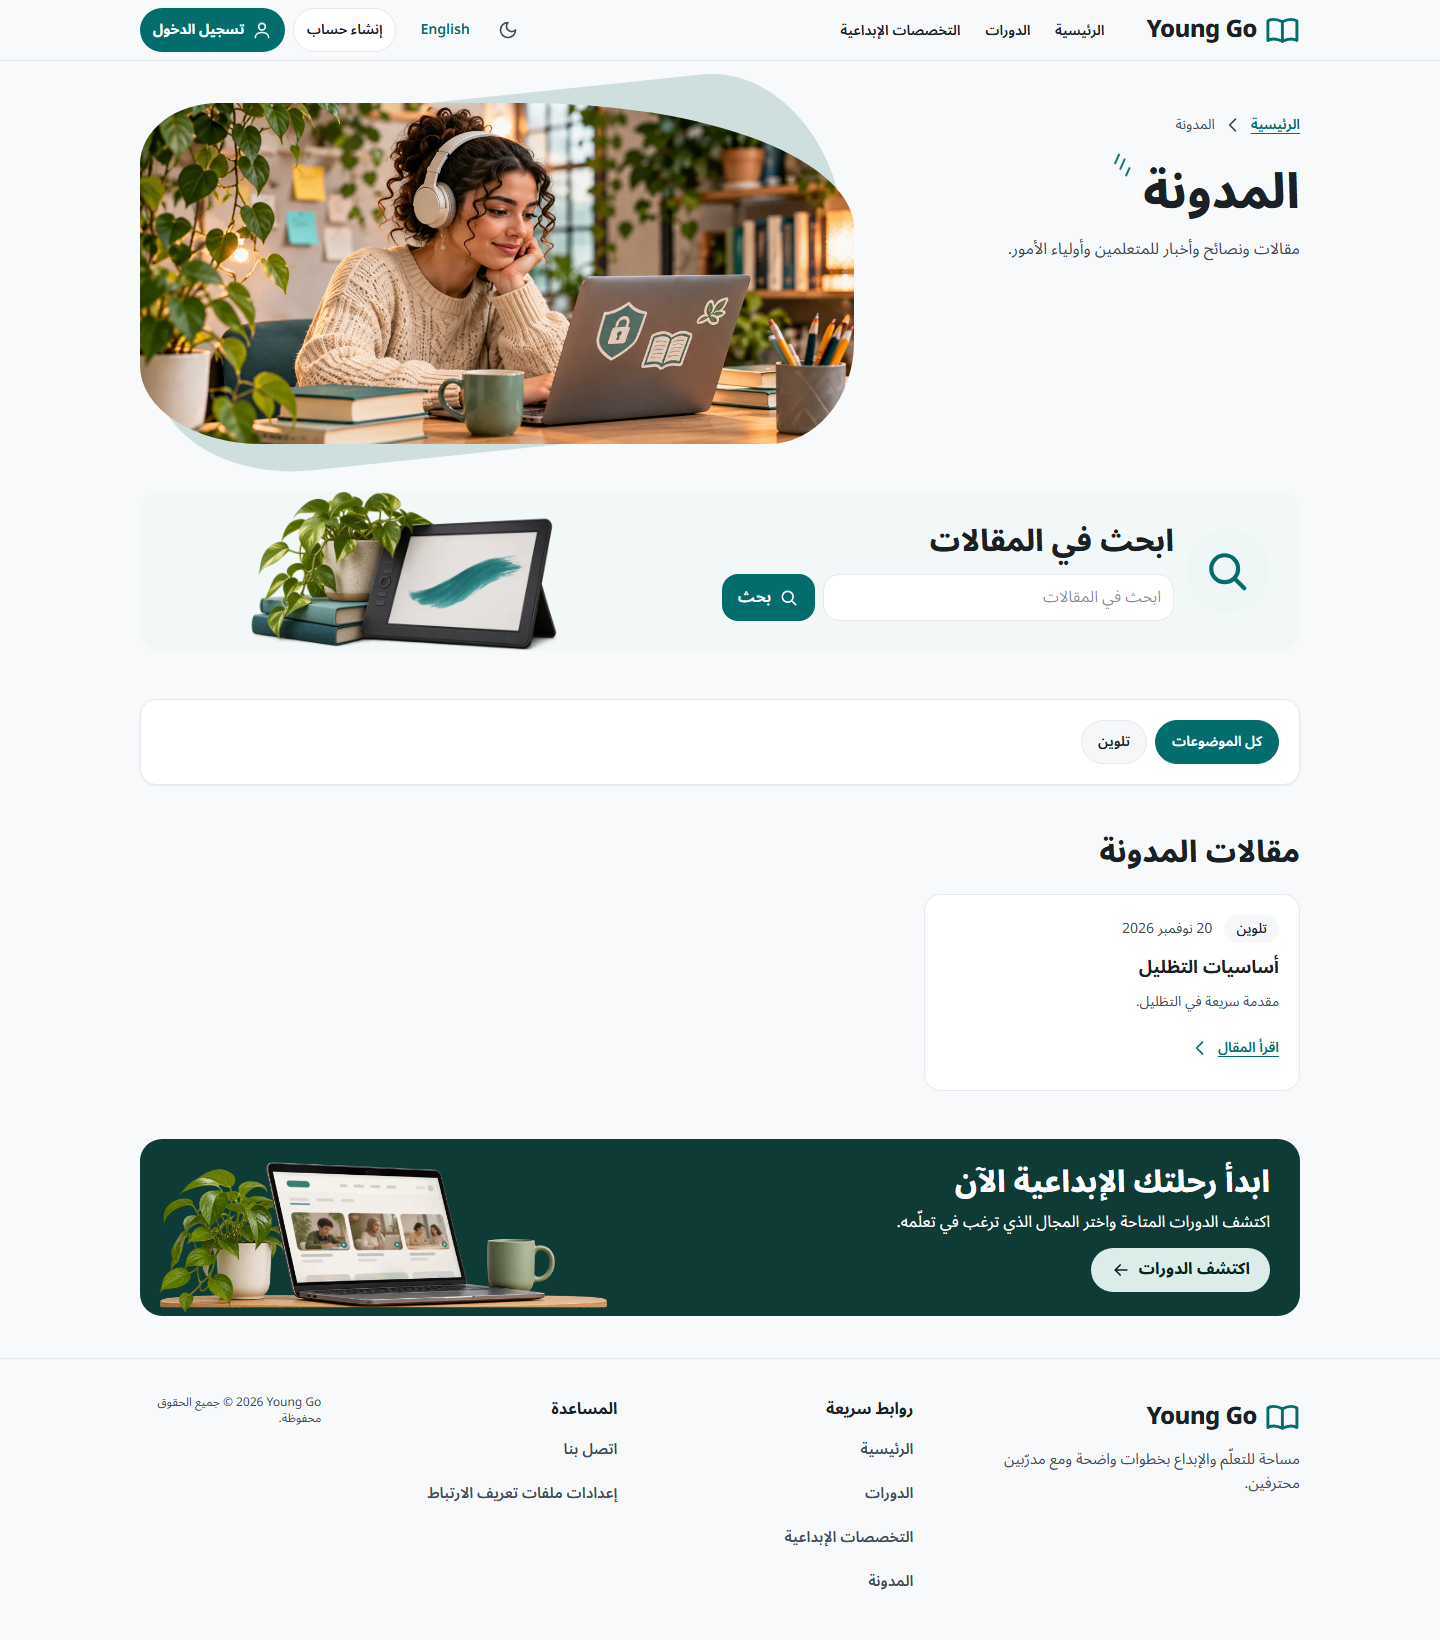 Young Go
الرئيسية
الدورات
التخصصات الإبداعية
English
إنشاء حساب
تسجيل الدخول
الرئيسية
المدونة
المدونة
مقالات ونصائح وأخبار للمتعلمين وأولياء الأمور.
ابحث في المقالات
ابحث في المقالات
بحث
كل الموضوعات
تلوين
مقالات المدونة
تلوين
20 نوفمبر 2026
أساسيات التظليل
مقدمة سريعة في التظليل.
اقرأ المقال
ابدأ رحلتك الإبداعية الآن
اكتشف الدورات المتاحة واختر المجال الذي ترغب في تعلّمه.
اكتشف الدورات
Young Go
مساحة للتعلّم والإبداع بخطوات واضحة ومع مدرّبين
محترفين.
روابط سريعة
الرئيسية
الدورات
التخصصات الإبداعية
المدونة
المساعدة
اتصل بنا
إعدادات ملفات تعريف الارتباط
© 2026 Young Go جميع الحقوق
محفوظة.